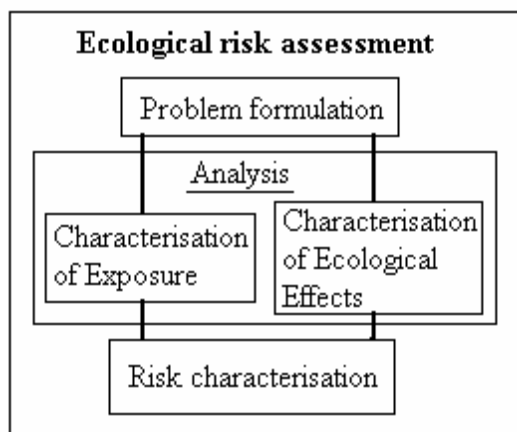 Ecological risk assessment
Problem formulation
Analysis
Characterisation
of Exposure
Characterisation
of Ecological
Effects
Risk characterisation